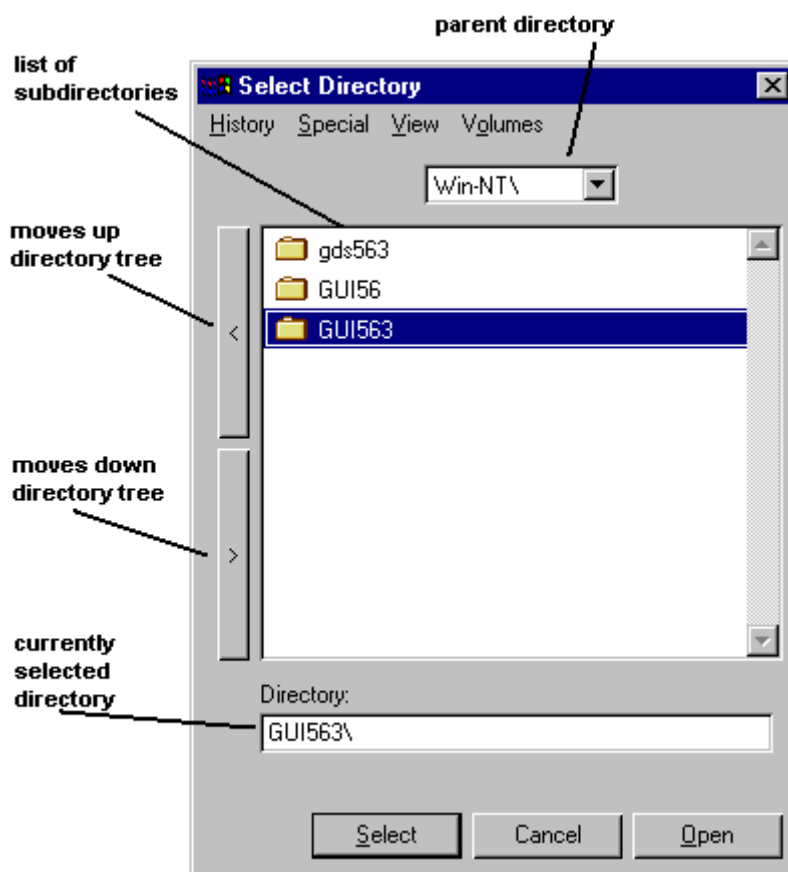 parent directory
list of
subdirectories
Select Directory
History Special View Volumes
Win-NT\
moves up
directory tree
gds563
GUI56
GUI563
<
moves down
directory tree
>
currently
selected
directory
Directory:
GUI563\
Select Cancel Open